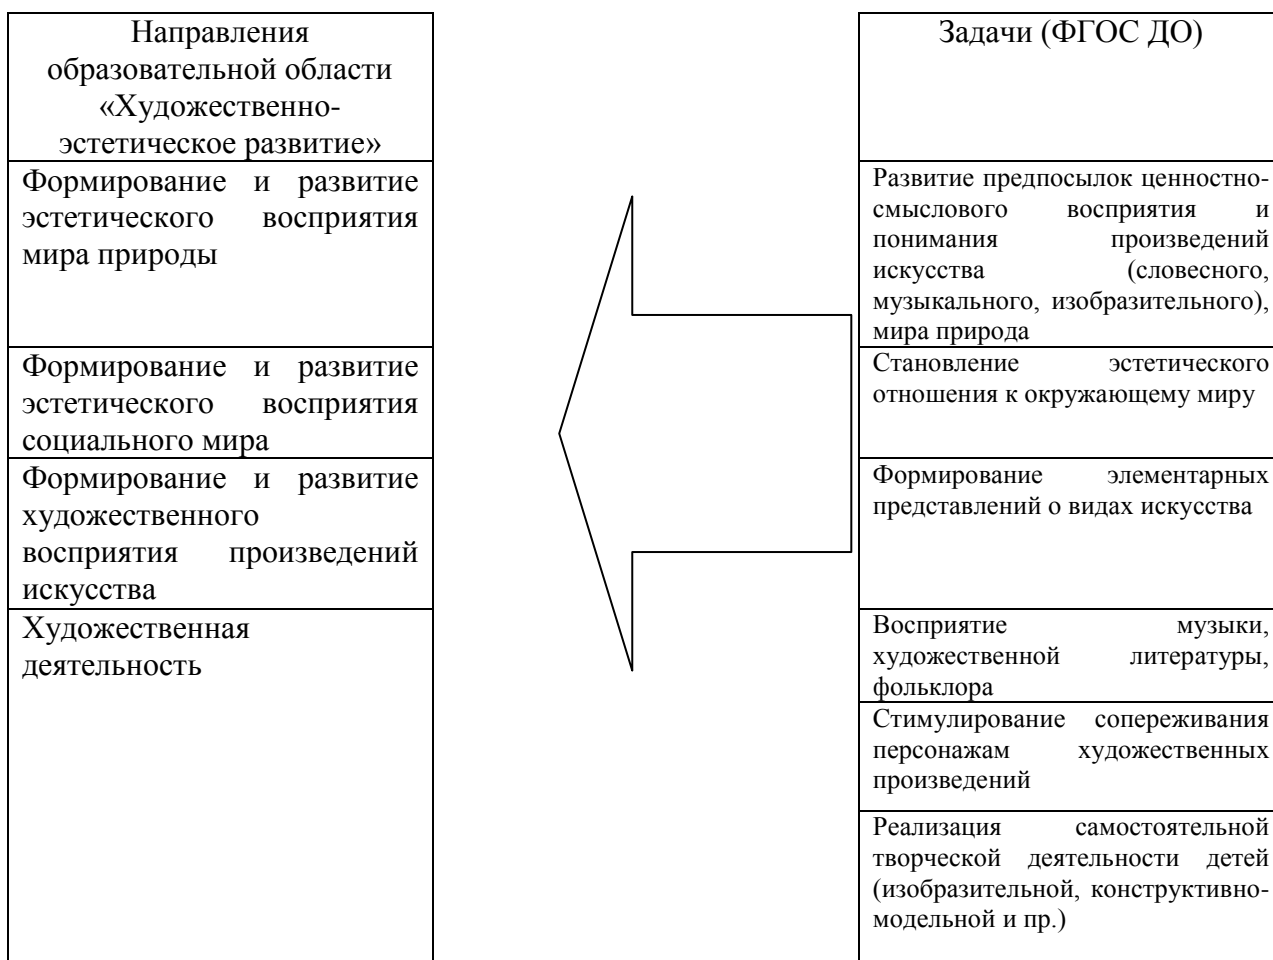 Направления
образовательной области
«Художественно-
эстетическое развитие»
Формирование и развитие
эстетического восприятия
мира природы
Формирование и развитие
эстетического восприятия
социального мира
Формирование и развитие
художественного
восприятия произведений
искусства
Художественная
деятельность
Задачи (ФГОС ДО)
Развитие предпосылок ценностно-
смыслового восприятия и
понимания произведений
искусства (словесного,
музыкального, изобразительного),
мира природа
Становление эстетического
отношения к окружающему миру
Формирование элементарных
представлений о видах искусства
Восприятие музыки,
художественной литературы,
фольклора
Стимулирование сопереживания
персонажам художественных
произведений
Реализация самостоятельной
творческой деятельности детей
(изобразительной, конструктивно-
модельной и пр.)